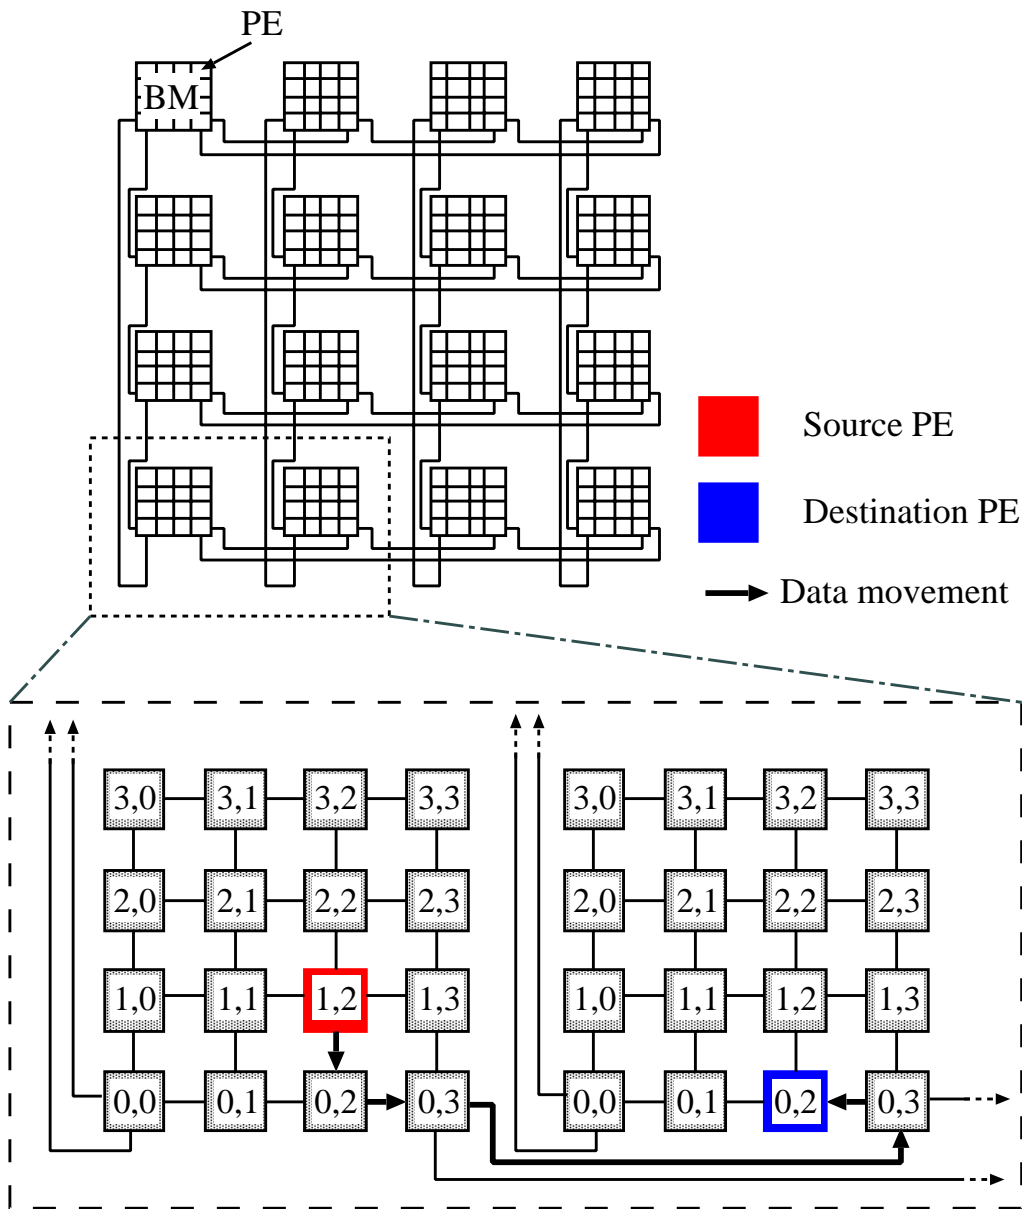 PE
BM
Source PE
Destination PE
Data movement
3,0 3,1 3,2 3,3 3,0 3,1 3,2 3,3
2,0 2,1 2,2 2,3 2,0 2,1 2,2 2,3
1,0 1,1 1,2 1,3 1,0 1,1 1,2 1,3
0,0 0,1 0,2 0,3 0,0 0,1 0,2 0,3